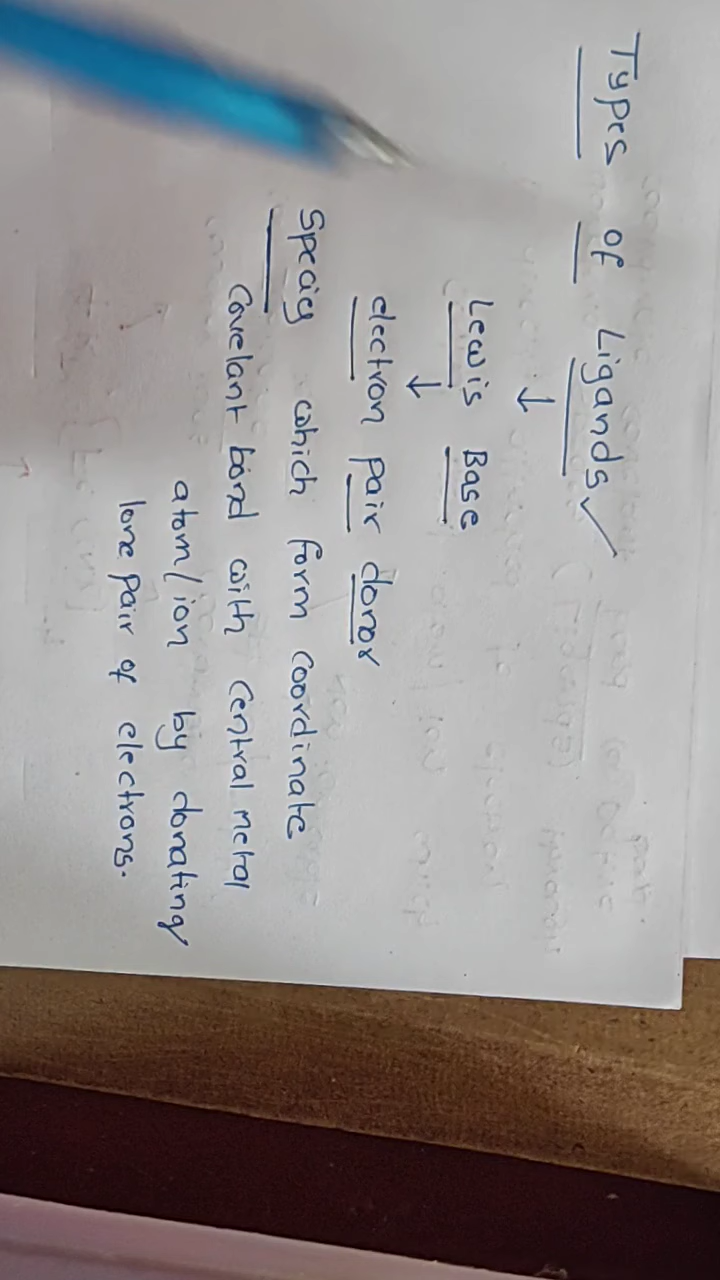 Types of Ligands ✓
↓
Lewis Base
↓
electron pair donor
Specieg which form coordinate
Covelant bond with central metal
atom/ion by donating
lone pair of electrons.